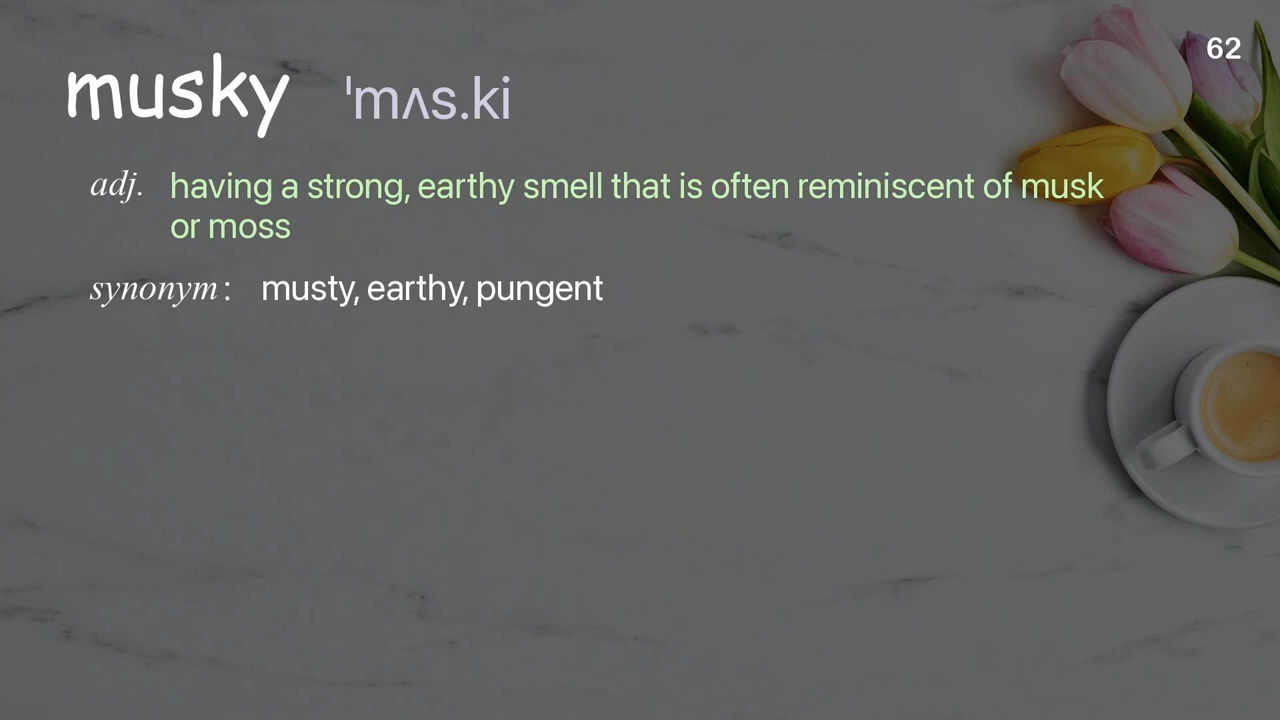 62
musky ˈmʌs.ki
adj. having a strong, earthy smell that is often reminiscent of musk
or moss
synonym: musty, earthy, pungent